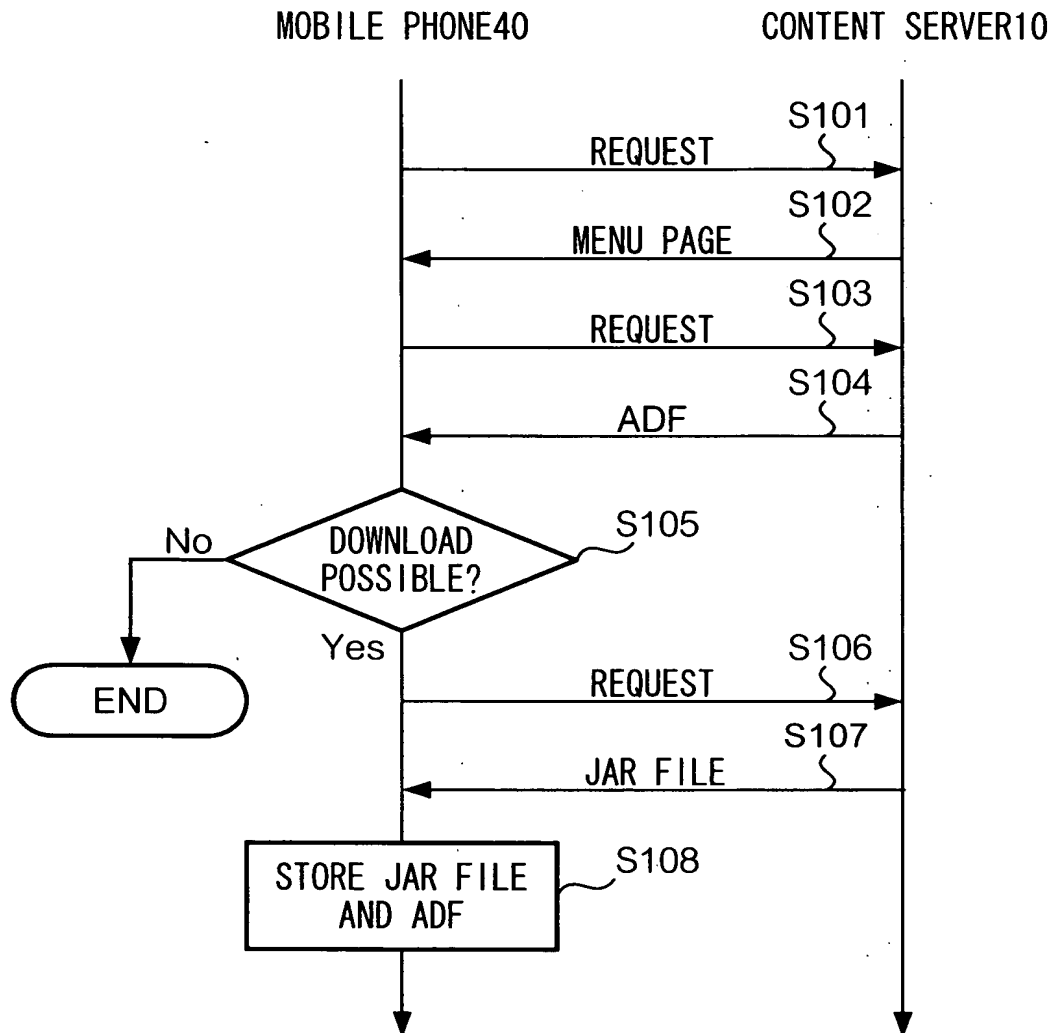 MOBILE PHONE40
CONTENT SERVER10
S101
REQUEST
S102
MENU PAGE
S103
REQUEST
S104
ADF
S105
No
DOWNLOAD
POSSIBLE?
Yes
END
S106
REQUEST
S107
JAR FILE
S108
STORE JAR FILE
AND ADF